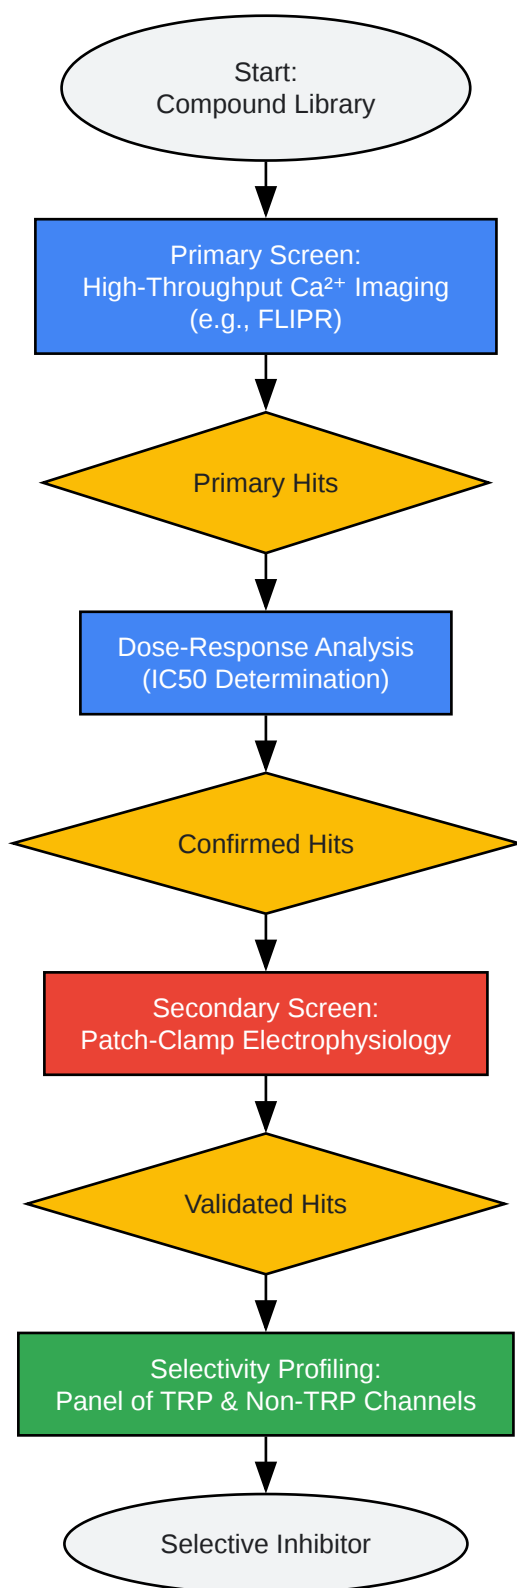 Start:
Compound Library
Primary Screen:
High-Throughput Ca²⁺ Imaging
(e.g., FLIPR)
Primary Hits
Dose-Response Analysis
(IC50 Determination)
Confirmed Hits
Secondary Screen:
Patch-Clamp Electrophysiology
Validated Hits
Selectivity Profiling:
Panel of TRP & Non-TRP Channels
Selective Inhibitor